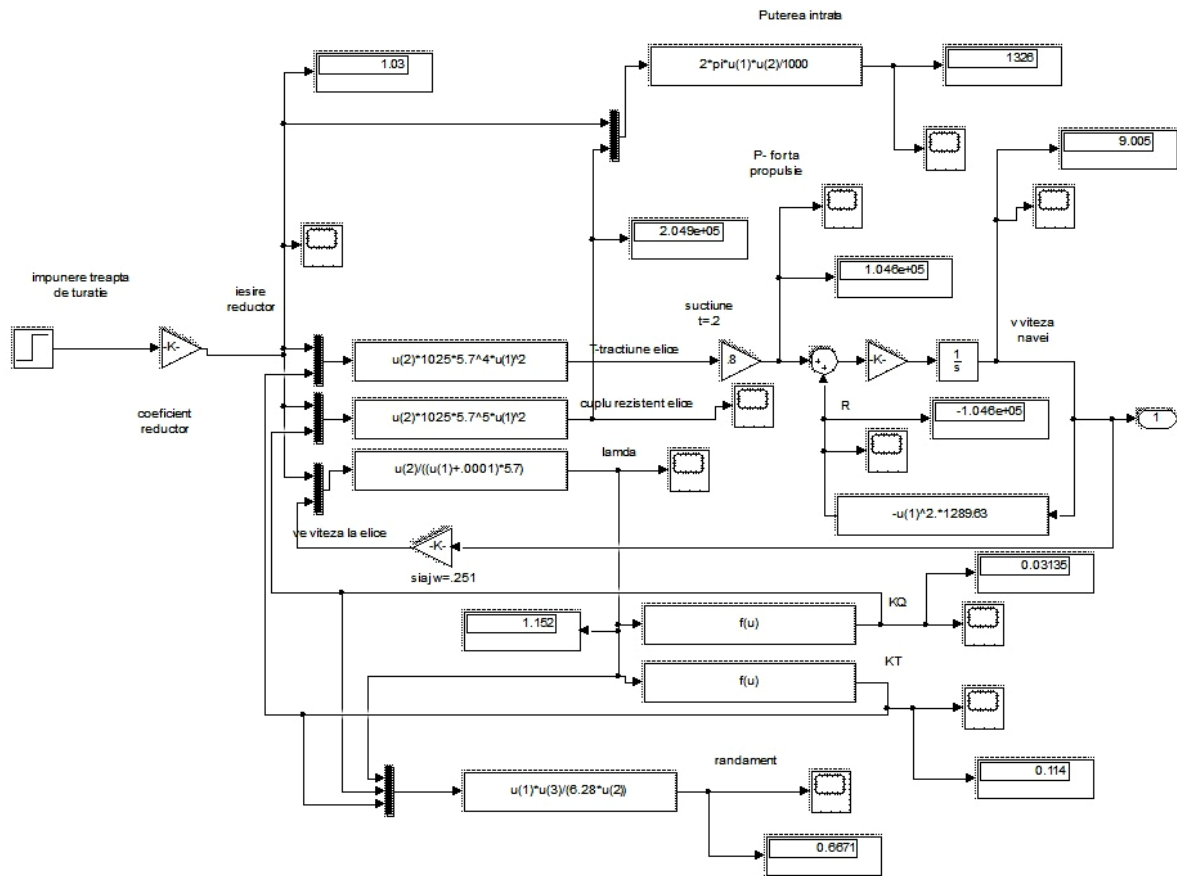 Puterea intrata
1.03
2*pi*u(1)*u(2)/1000
1326
P- forta
propulsie
9.005
2.049e+05
1.046e+05
impunere treapta
de turatie
iesire
reductor
suctiune
t=.2
v viteza
navei
-K-
u(2)*1025*5.7^4*u(1)^2
T-tractiune elice
.8
+
+
-K-
1
s
coeficient
reductor
u(2)*1025*5.7^5*u(1)^2
cuplu rezistent elice
R
-1.046e+05
1
lamda
u(2)/((u(1)+.0001)*5.7)
-u(1)^2.*1289.63
ve viteza la elice
-K-
siaj w=.251
0.03135
KQ
1.152
f(u)
KT
f(u)
0.114
randament
u(1)*u(3)/(6.28*u(2))
0.6671